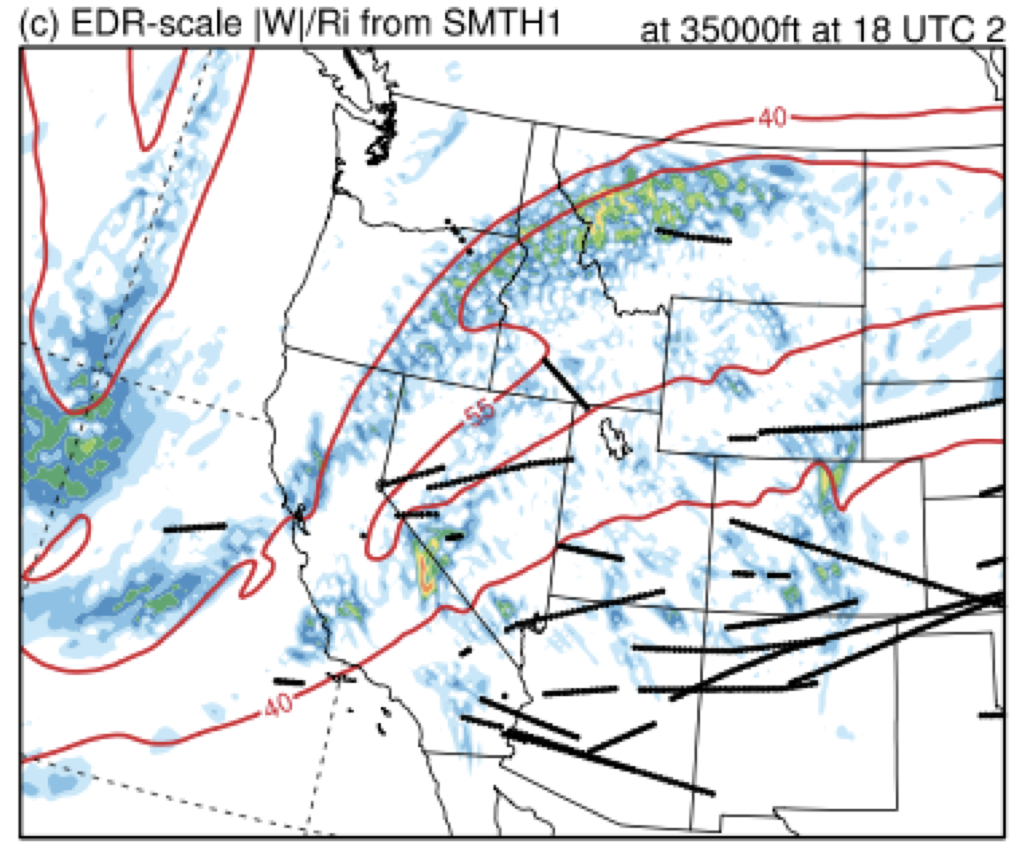 (c) EDR-scale |W|/Ri from SMTH1 at 35000ft at 18 UTC 2
40
55
40